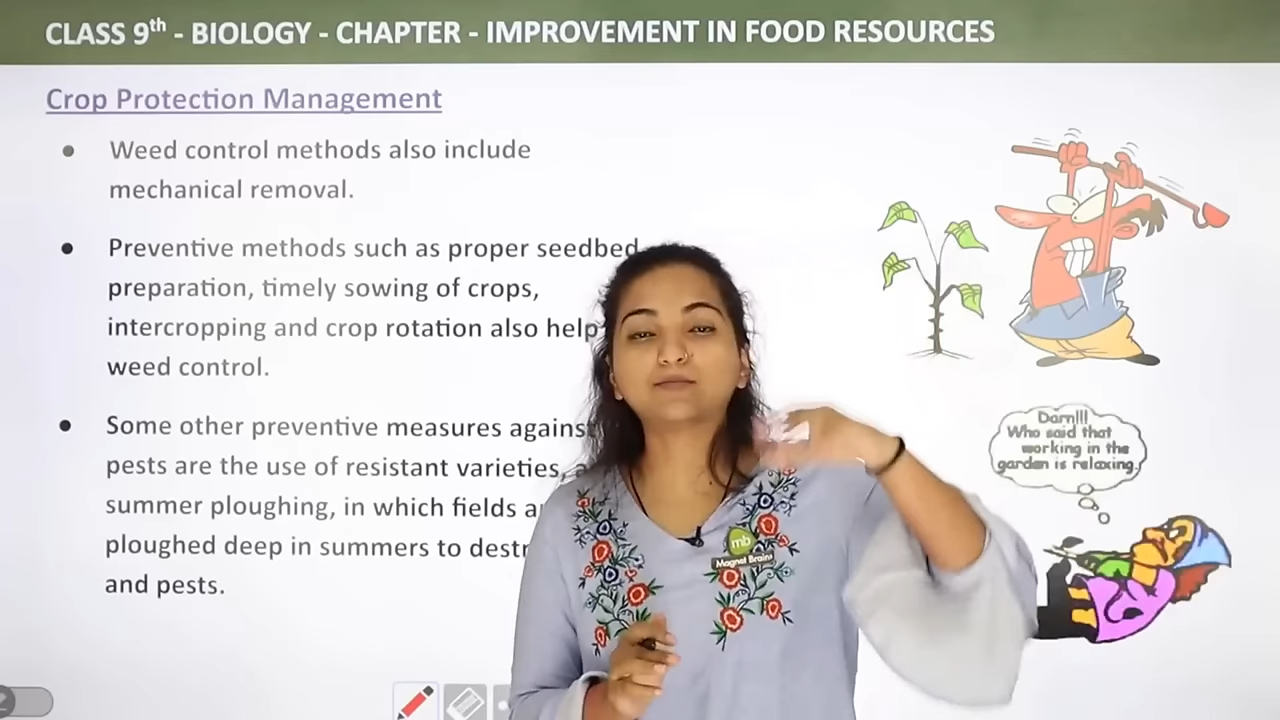 CLASS 9th - BIOLOGY - CHAPTER - IMPROVEMENT IN FOOD RESOURCES
Crop Protection Management
• Weed control methods also include
mechanical removal.
• Preventive methods such as proper seedbed
preparation, timely sowing of crops,
intercropping and crop rotation also help
weed control.
• Some other preventive measures against
pests are the use of resistant varieties,
summer ploughing, in which fields
ploughed deep in summers to
and pests.
Darn!!!
Who said that
working in the
garden is relaxing.
mb
Magnet Brains
2